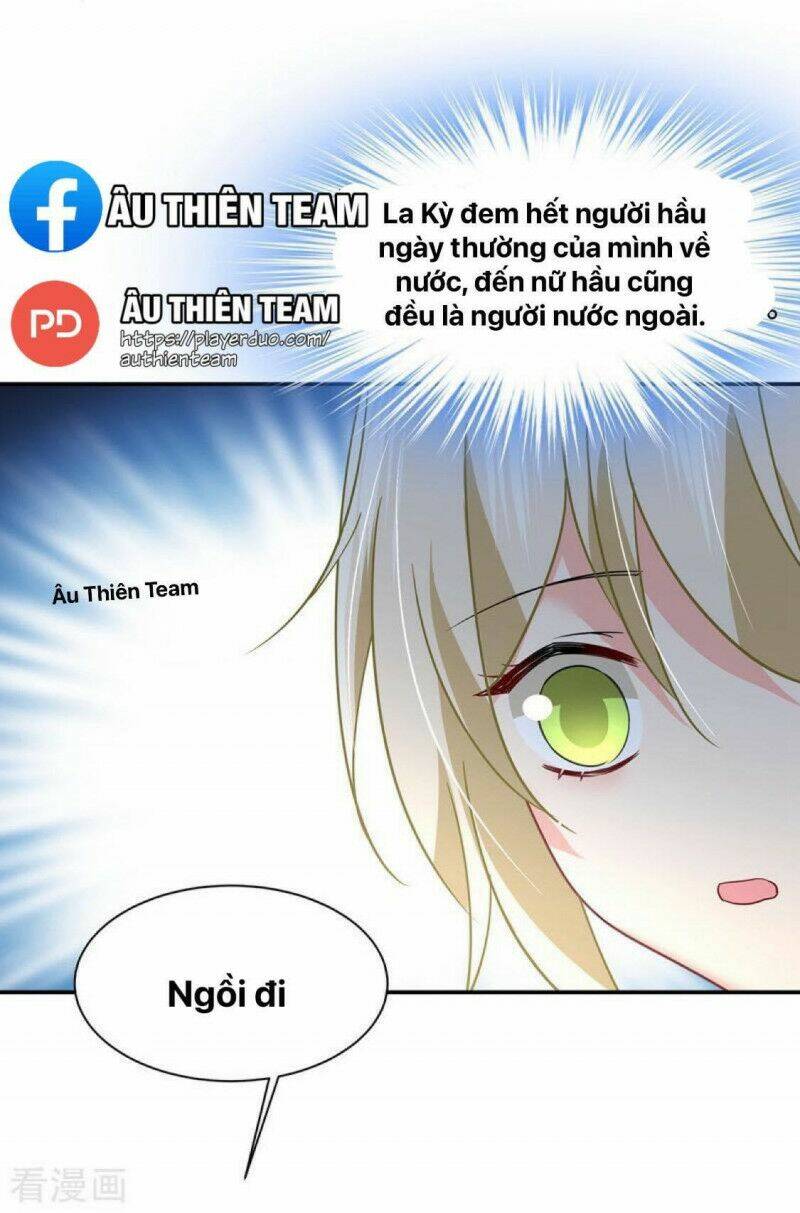 ÂU THIÊN TEAM
La Kỳ đem hết người hầu
ngày thường của mình về
nước, đến nữ hầu cũng
đều là người nước ngoài.
PD
ÂU THIÊN TEAM
https://playerduo.com/
authienteam
Âu Thiên Team
Ngồi đi
看漫画